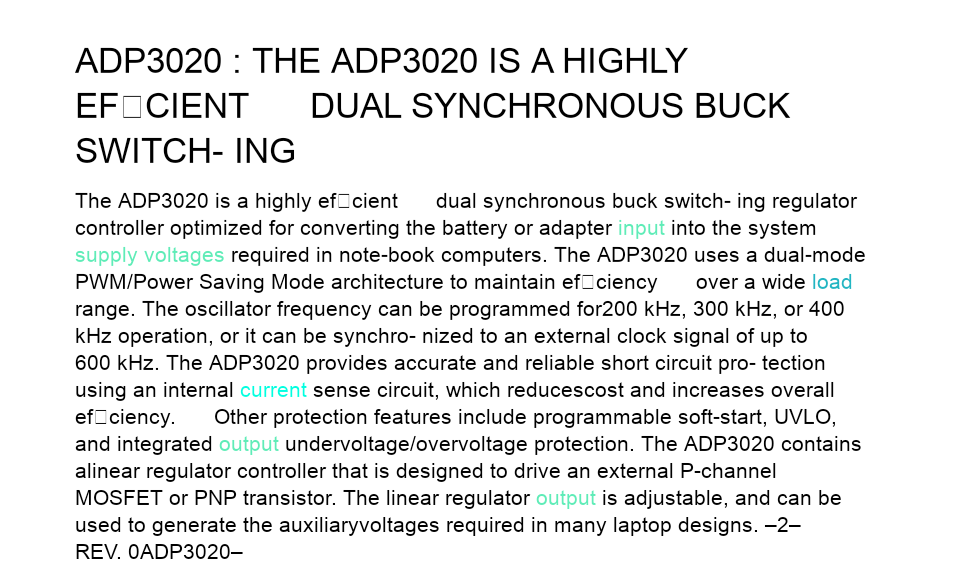 ADP3020 : THE ADP3020 IS A HIGHLY
EF□CIENT DUAL SYNCHRONOUS BUCK
SWITCH- ING
The ADP3020 is a highly ef□cient dual synchronous buck switch- ing regulator
controller optimized for converting the battery or adapter input into the system
supply voltages required in note-book computers. The ADP3020 uses a dual-mode
PWM/Power Saving Mode architecture to maintain ef□ciency over a wide load
range. The oscillator frequency can be programmed for200 kHz, 300 kHz, or 400
kHz operation, or it can be synchro- nized to an external clock signal of up to
600 kHz. The ADP3020 provides accurate and reliable short circuit pro- tection
using an internal current sense circuit, which reducescost and increases overall
ef□ciency. Other protection features include programmable soft-start, UVLO,
and integrated output undervoltage/overvoltage protection. The ADP3020 contains
alinear regulator controller that is designed to drive an external P-channel
MOSFET or PNP transistor. The linear regulator output is adjustable, and can be
used to generate the auxiliaryvoltages required in many laptop designs. –2–
REV. 0ADP3020–